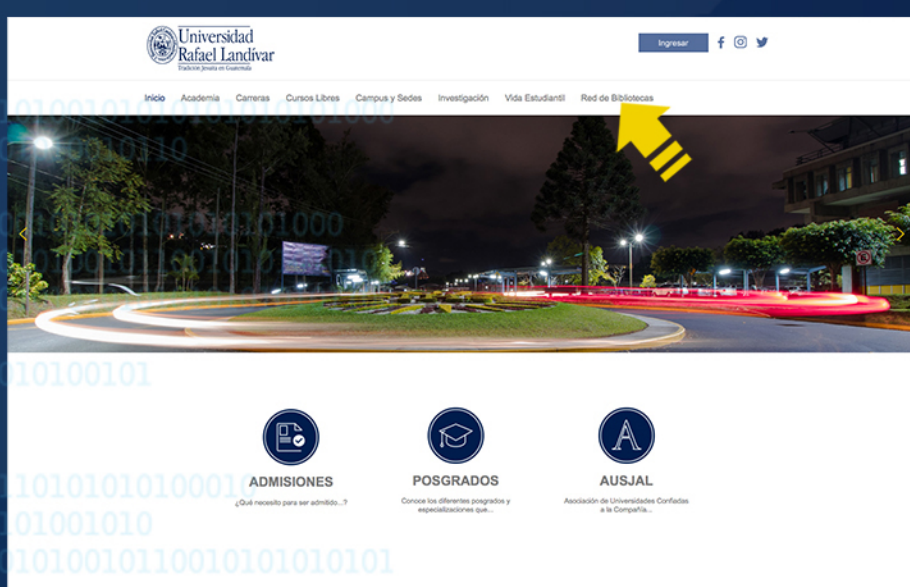 Universidad
Rafael Landívar
Tradición Jesuita en Guatemala
Ingresar
Inicio Academia Carreras Cursos Libres Campus y Sedes Investigación Vida Estudiantil Red de Bibliotecas
ADMISIONES
¿Qué necesito para ser admitido...?
POSGRADOS
Conoce los diferentes posgrados y
especializaciones que...
AUSJAL
Asociación de Universidades Confiadas
a la Compañía...
010100101